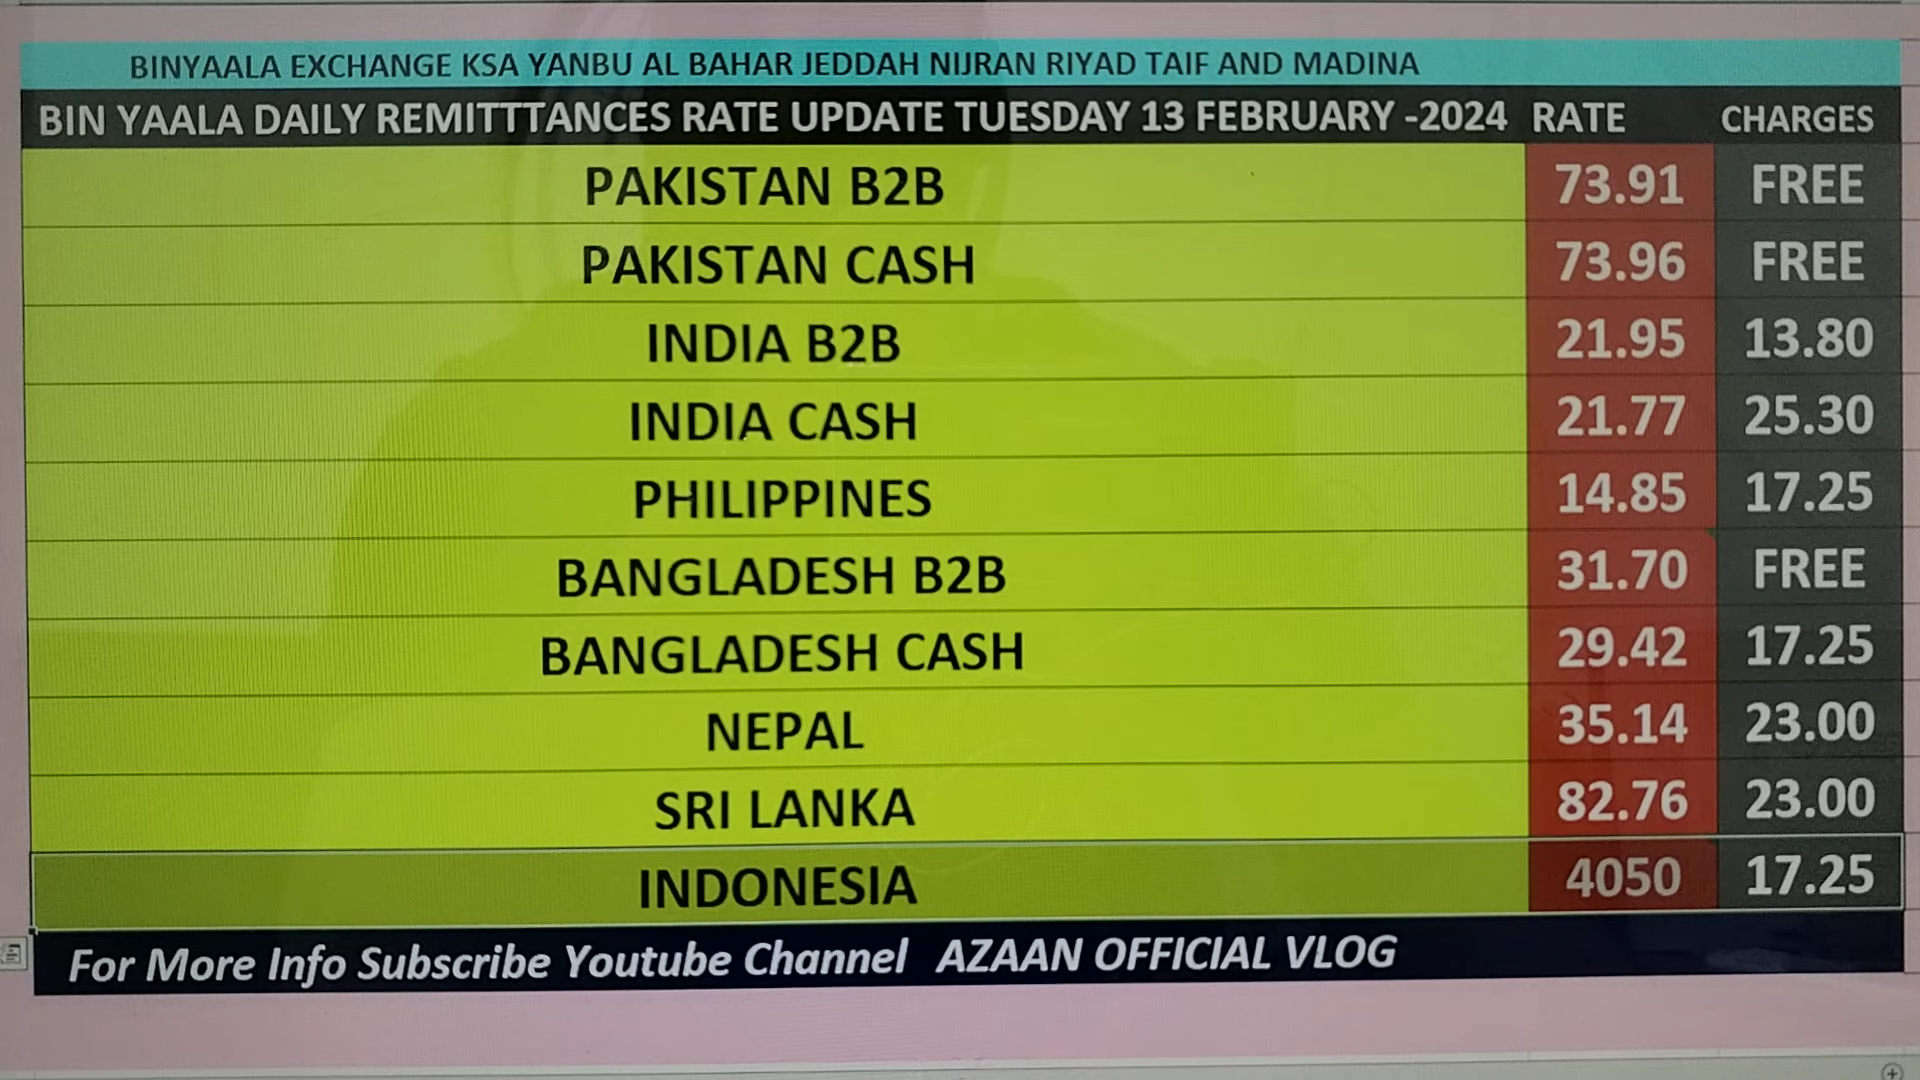 BINYAALA EXCHANGE KSA YANBU AL BAHAR JEDDAH NIJRAN RIYAD TAIF AND MADINA
BIN YAALA DAILY REMITTTANCES RATE UPDATE TUESDAY 13 FEBRUARY -2024 RATE CHARGES
PAKISTAN B2B 73.91 FREE
PAKISTAN CASH 73.96 FREE
INDIA B2B 21.95 13.80
INDIA CASH 21.77 25.30
PHILIPPINES 14.85 17.25
BANGLADESH B2B 31.70 FREE
BANGLADESH CASH 29.42 17.25
NEPAL 35.14 23.00
SRI LANKA 82.76 23.00
INDONESIA 4050 17.25
For More Info Subscribe Youtube Channel AZAAN OFFICIAL VLOG